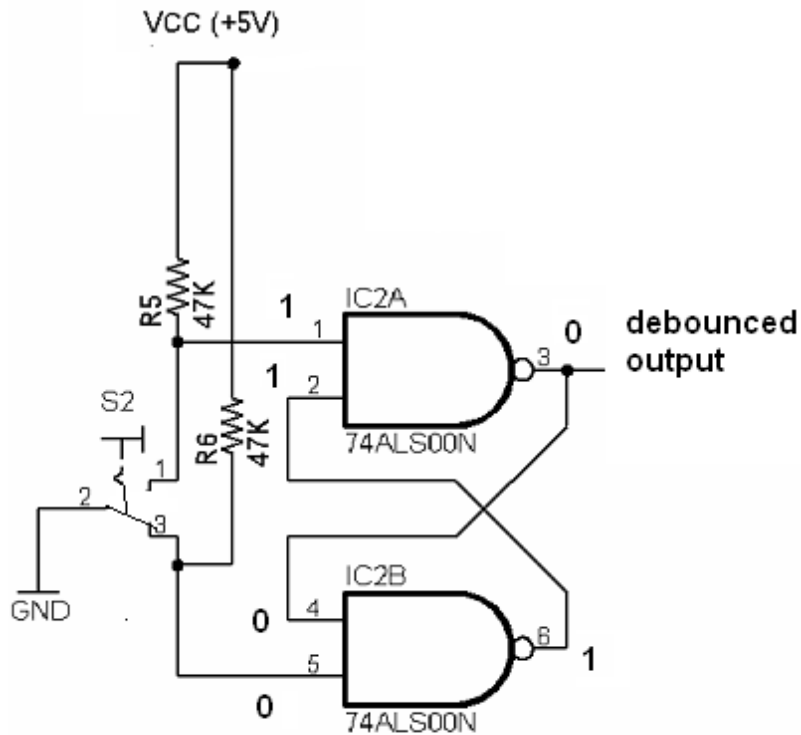 VCC (+5V)
R5
47K
IC2A
1
1
0
debounced
output
3
1
2
S2
R6
47K
74ALS00N
1
2
3
IC2B
GND
0
4
6
1
5
0
74ALS00N